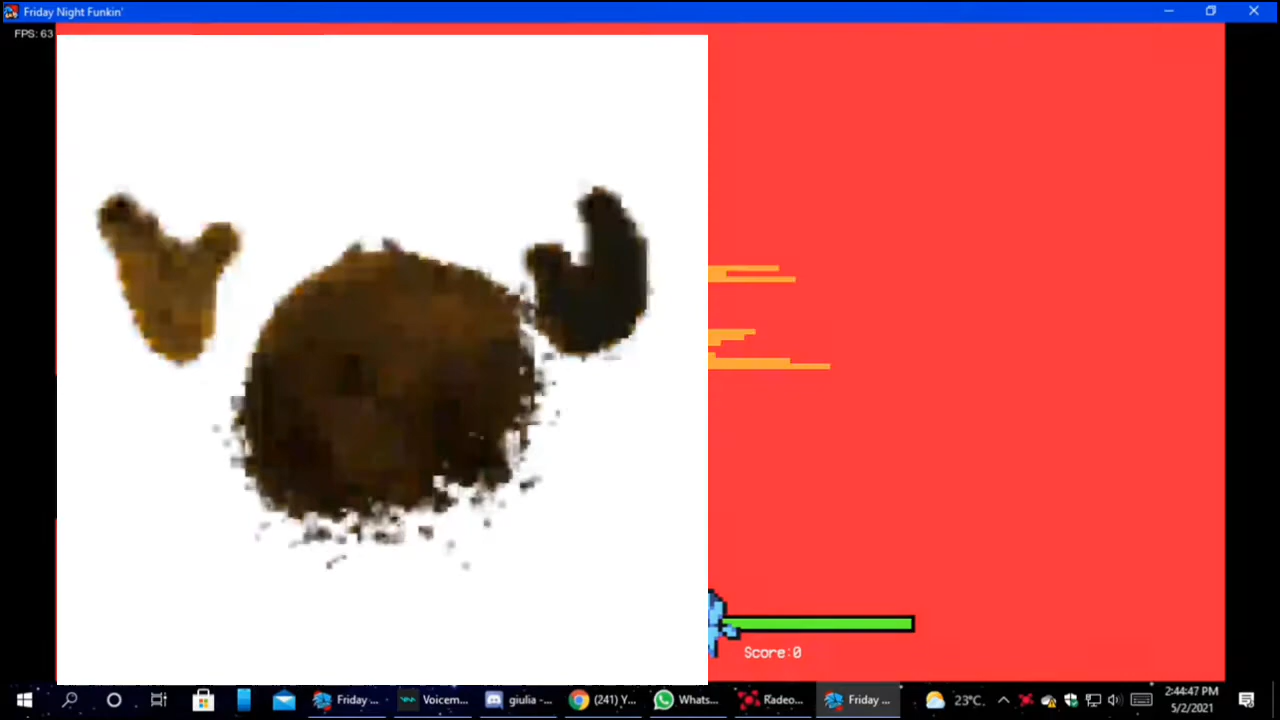 Friday Night Funkin'
FPS: 63
Score:0
Friday ...
Voicem...
giulia -...
(241) Y...
Whats...
Radeo...
Friday ...
23°C
2:44:47 PM
5/2/2021